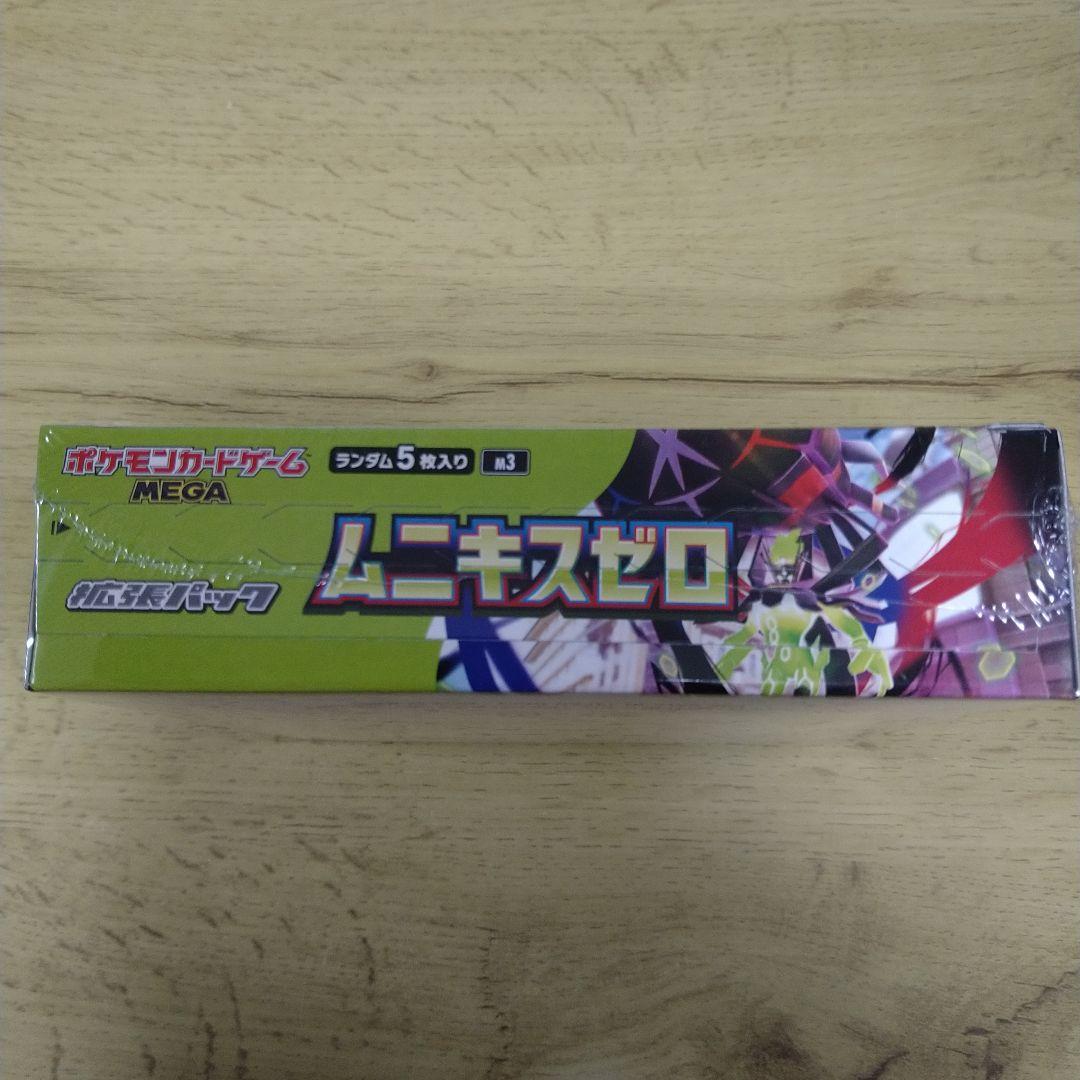 ポケモンカードゲーム
MEGA
ランダム5枚入り
M3
拡張パック
ムニキスゼロ